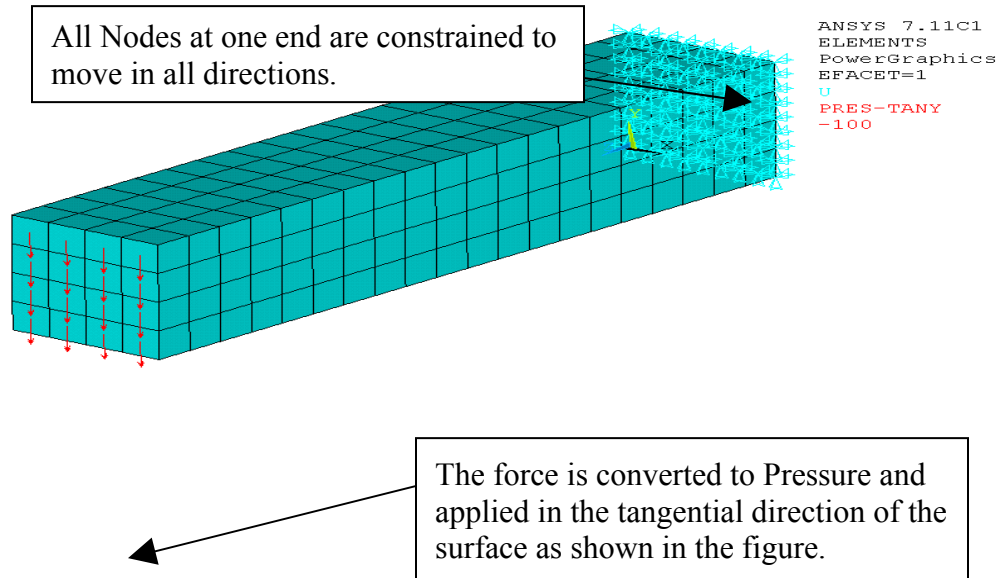 All Nodes at one end are constrained to
move in all directions.
ANSYS 7.11C1
ELEMENTS
PowerGraphics
EFACET=1
U
PRES-TANY
-100
Y
X
The force is converted to Pressure and
applied in the tangential direction of the
surface as shown in the figure.